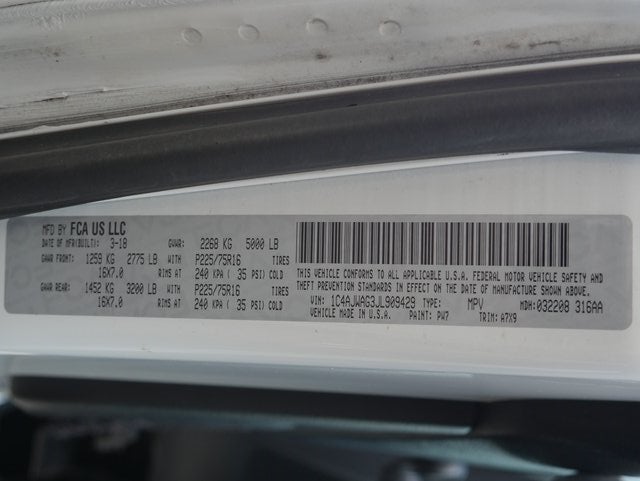 MFD BY FCA US LLC
DATE OF MFR(BUILT): 3-18 GVWR: 2268 KG 5000 LB
GAWR FRONT: 1259 KG 2775 LB WITH P225/75R16 TIRES
16X7.0 RIMS AT 240 KPA ( 35 PSI) COLD
GAWR REAR: 1452 KG 3200 LB WITH P225/75R16 TIRES
16X7.0 RIMS AT 240 KPA ( 35 PSI) COLD
THIS VEHICLE CONFORMS TO ALL APPLICABLE U.S.A. FEDERAL MOTOR VEHICLE SAFETY AND
THEFT PREVENTION STANDARDS IN EFFECT ON THE DATE OF MANUFACTURE SHOWN ABOVE.
VIN: 1C4AJWAG3JL909429 TYPE: MPV MDH: 032208 316AA
VEHICLE MADE IN U.S.A. PAINT: PW7 TRIM: A7X9